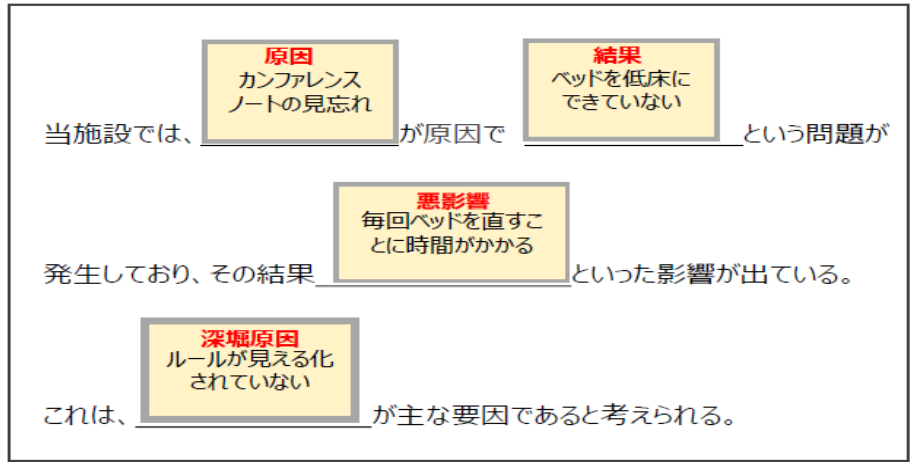 原因
カンファレンス
ノートの見忘れ
結果
ベッドを低床に
できていない
当施設では、 が原因で という問題が
悪影響
毎回ベッドを直すこ
とに時間がかかる
発生しており、その結果 といった影響が出ている。
深堀原因
ルールが見える化
されていない
これは、 が主な要因であると考えられる。